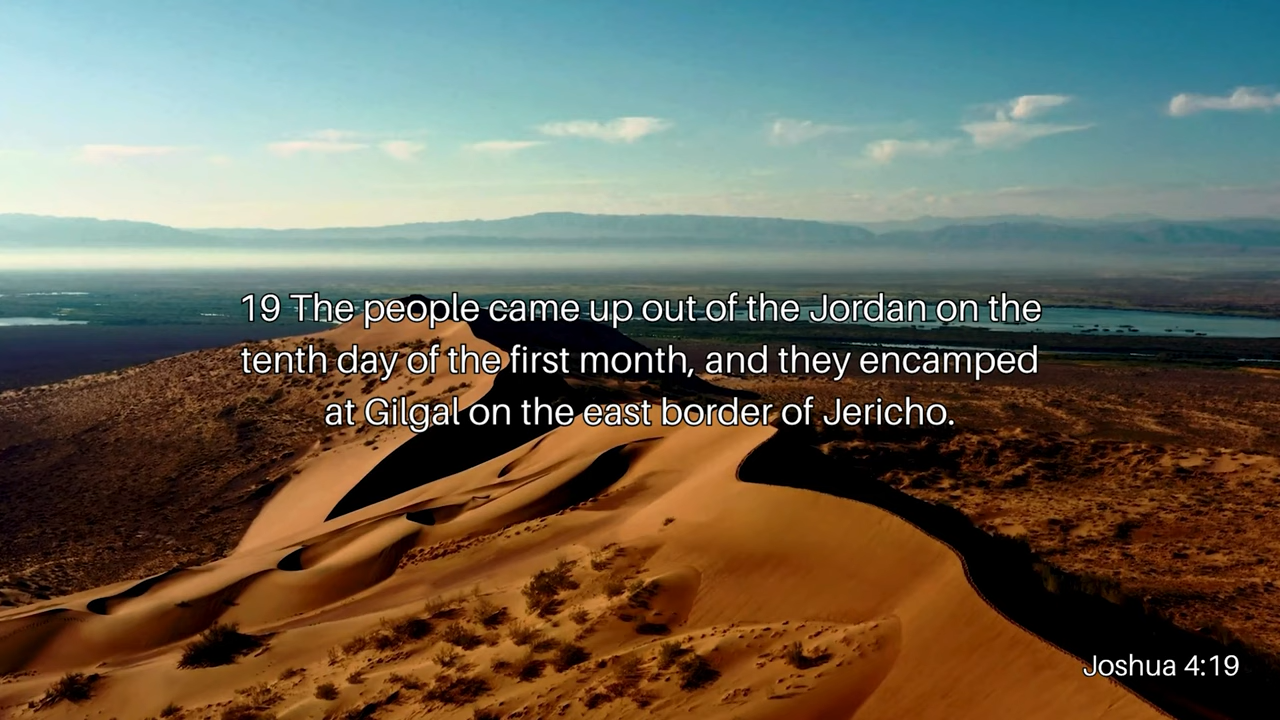 19 The people came up out of the Jordan on the
tenth day of the first month, and they encamped
at Gilgal on the east border of Jericho.
Joshua 4:19